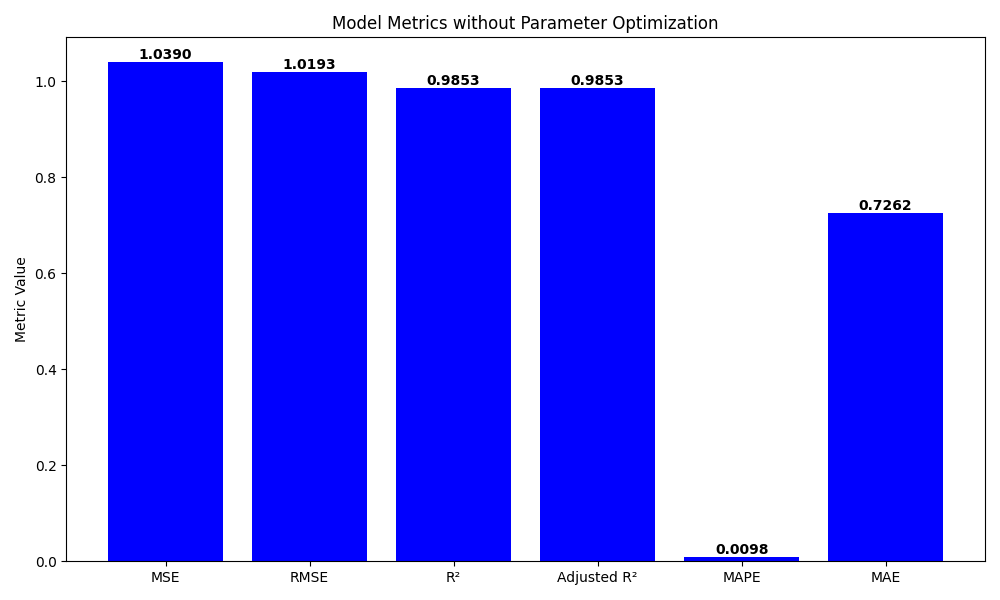 Model Metrics without Parameter Optimization
Metric Value
1.0
0.8
0.6
0.4
0.2
0.0
1.0390
1.0193
0.9853
0.9853
0.0098
0.7262
MSE
RMSE
R²
Adjusted R²
MAPE
MAE